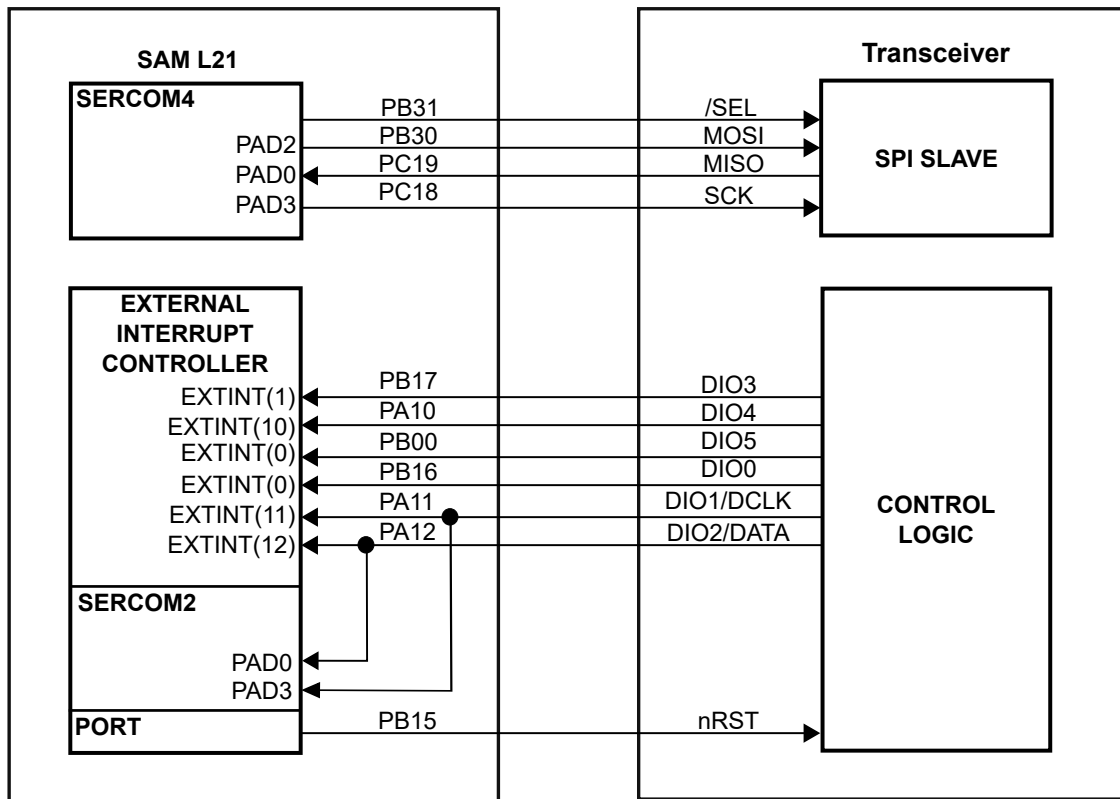 SAM L21
Transceiver
SERCOM4
PB31
/SEL
PAD2
PB30
MOSI
SPI SLAVE
PAD0
PC19
MISO
PAD3
PC18
SCK
EXTERNAL
INTERRUPT
CONTROLLER
EXTINT(1)
PB17
DIO3
EXTINT(10)
PA10
DIO4
EXTINT(0)
PB00
DIO5
EXTINT(0)
PB16
DIO0
EXTINT(11)
PA11
DIO1/DCLK
EXTINT(12)
PA12
DIO2/DATA
CONTROL
LOGIC
SERCOM2
PAD0
PAD3
PORT
PB15
nRST